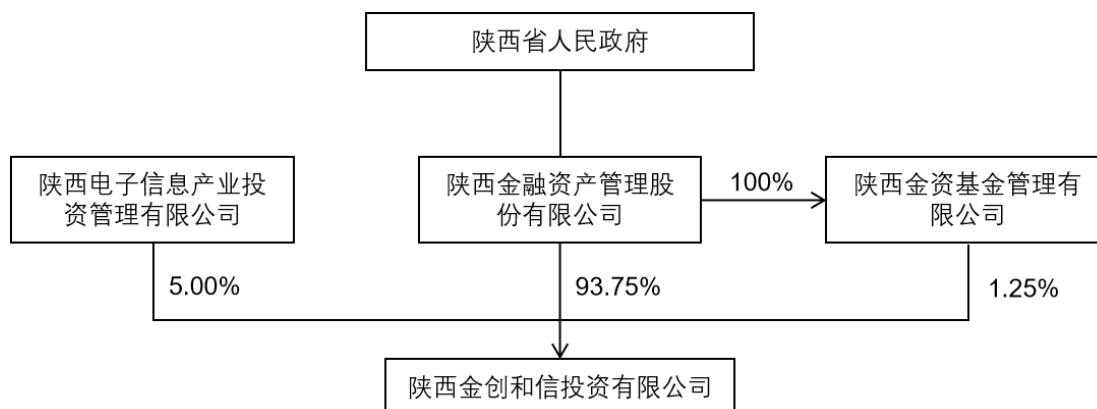 陕西省人民政府
陕西电子信息产业投
资管理有限公司
陕西金融资产管理股
份有限公司
100%
陕西金资基金管理有
限公司
5.00%
93.75%
1.25%
陕西金创和信投资有限公司